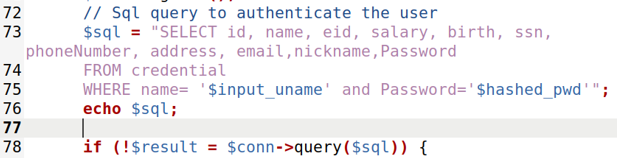 72 // Sql query to authenticate the user
73 $sql = "SELECT id, name, eid, salary, birth, ssn,
phoneNumber, address, email,nickname,Password
74 FROM credential
75 WHERE name= '$input_uname' and Password='$hashed_pwd'";
76 echo $sql;
77
78 if (!$result = $conn->query($sql)) {